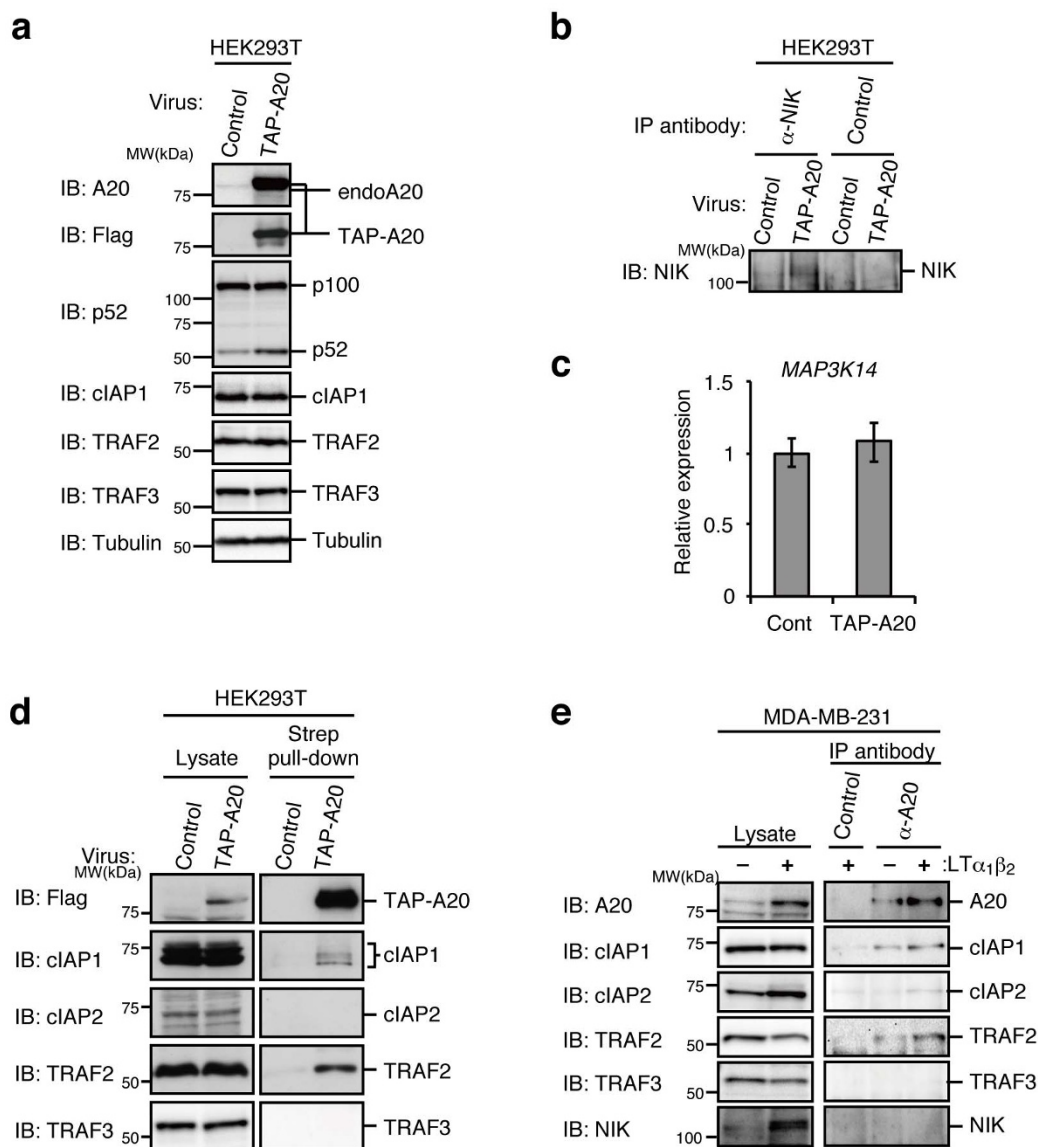 a
HEK293T
Virus:
Control
TAP-A20
MW(kDa)
IB: A20
75
endoA20
IB: Flag
75
TAP-A20
IB: p52
100
75
50
p100
p52
IB: cIAP1
75
cIAP1
IB: TRAF2
50
TRAF2
IB: TRAF3
50
TRAF3
IB: Tubulin
50
Tubulin
b
HEK293T
IP antibody:
α-NIK
Control
Virus:
Control
TAP-A20
Control
TAP-A20
MW(kDa)
IB: NIK
100
NIK
c
MAP3K14
Relative expression
1.5
1
0.5
0
Cont
TAP-A20
d
HEK293T
Lysate
Strep
pull-down
Virus:
Control
TAP-A20
Control
TAP-A20
MW(kDa)
IB: Flag
75
TAP-A20
IB: cIAP1
75
cIAP1
IB: cIAP2
75
cIAP2
IB: TRAF2
50
TRAF2
IB: TRAF3
50
TRAF3
e
MDA-MB-231
IP antibody
Lysate
Control
α-A20
− + + − + :LTα₁β₂
MW(kDa)
IB: A20
75
A20
IB: cIAP1
75
cIAP1
IB: cIAP2
75
cIAP2
IB: TRAF2
50
TRAF2
IB: TRAF3
50
TRAF3
IB: NIK
100
NIK